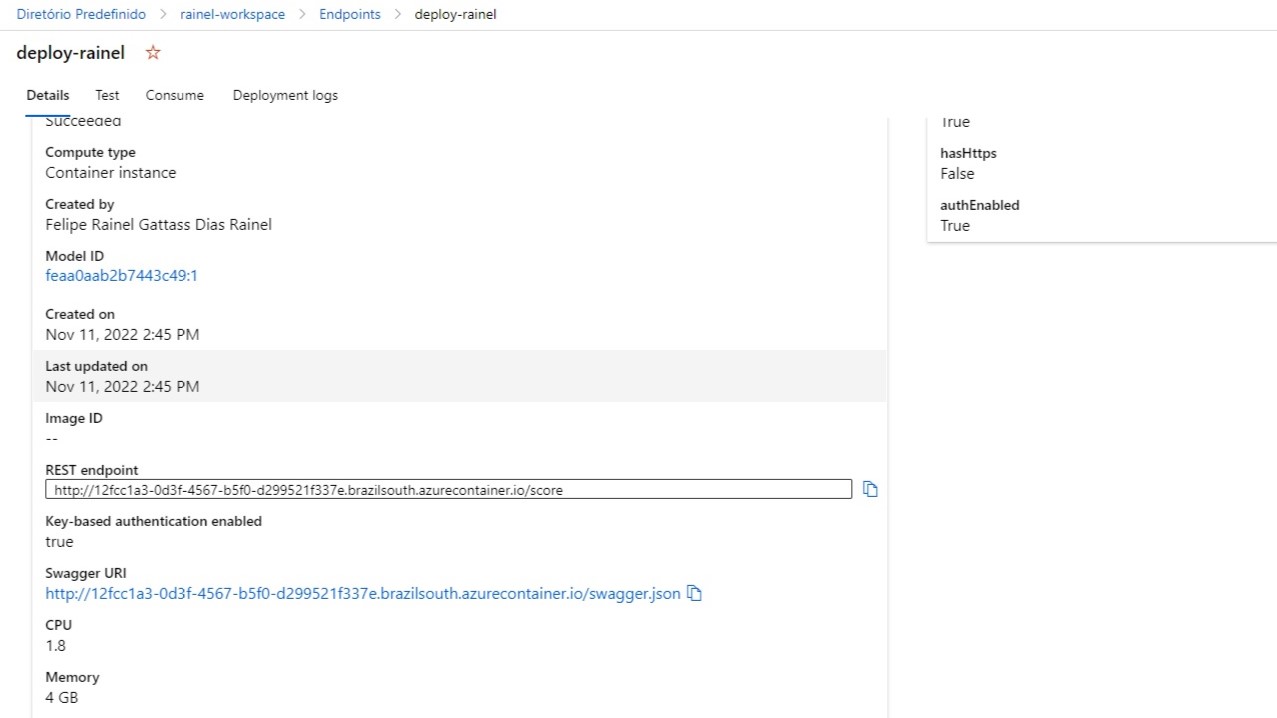 Diretório Predefinido > rainel-workspace > Endpoints > deploy-rainel
deploy-rainel
Details Test Consume Deployment logs
Succeeded
Compute type
Container instance
Created by
Felipe Rainel Gattass Dias Rainel
Model ID
feaa0aab2b7443c49:1
Created on
Nov 11, 2022 2:45 PM
Last updated on
Nov 11, 2022 2:45 PM
Image ID
--
REST endpoint
http://12fcc1a3-0d3f-4567-b5f0-d299521f337e.brazilsouth.azurecontainer.io/score
Key-based authentication enabled
true
Swagger URI
http://12fcc1a3-0d3f-4567-b5f0-d299521f337e.brazilsouth.azurecontainer.io/swagger.json
CPU
1.8
Memory
4 GB
True
hasHttps
False
authEnabled
True